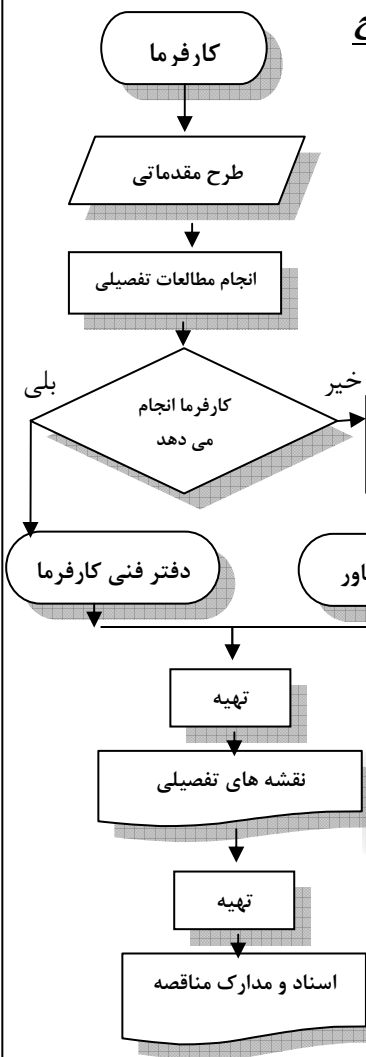 کارفرما
طرح مقدماتی
انجام مطالعات تفصیلی
کارفرما انجام
می دهد
بلی
خیر
دفتر فنی کارفرما
تهیه
نقشه های تفصیلی
تهیه
اسناد و مدارک مناقصه